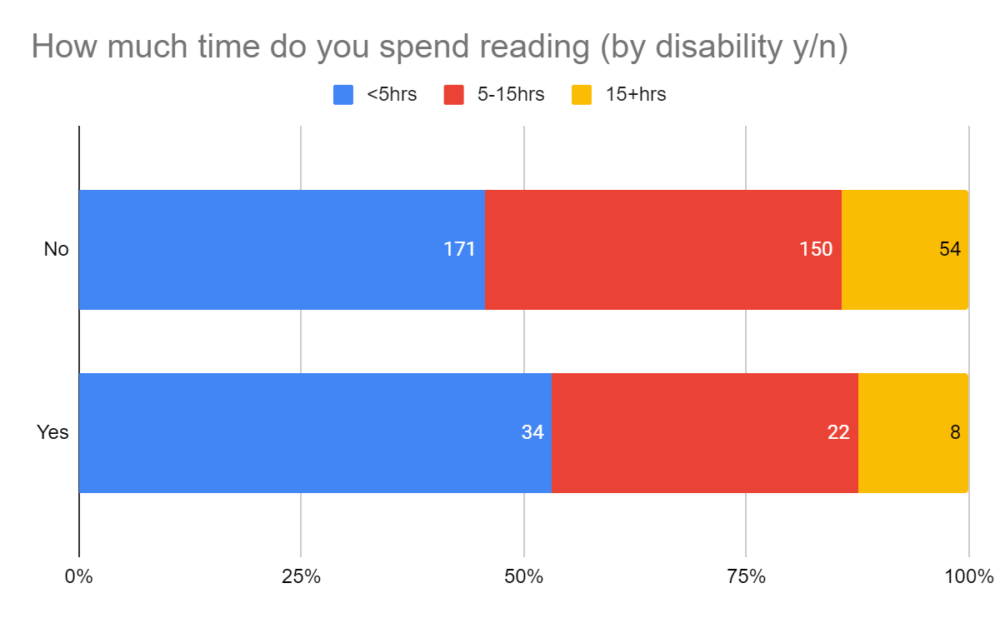 How much time do you spend reading (by disability y/n)
<5hrs 5-15hrs 15+hrs
No 171 150 54
Yes 34 22 8
0% 25% 50% 75% 100%